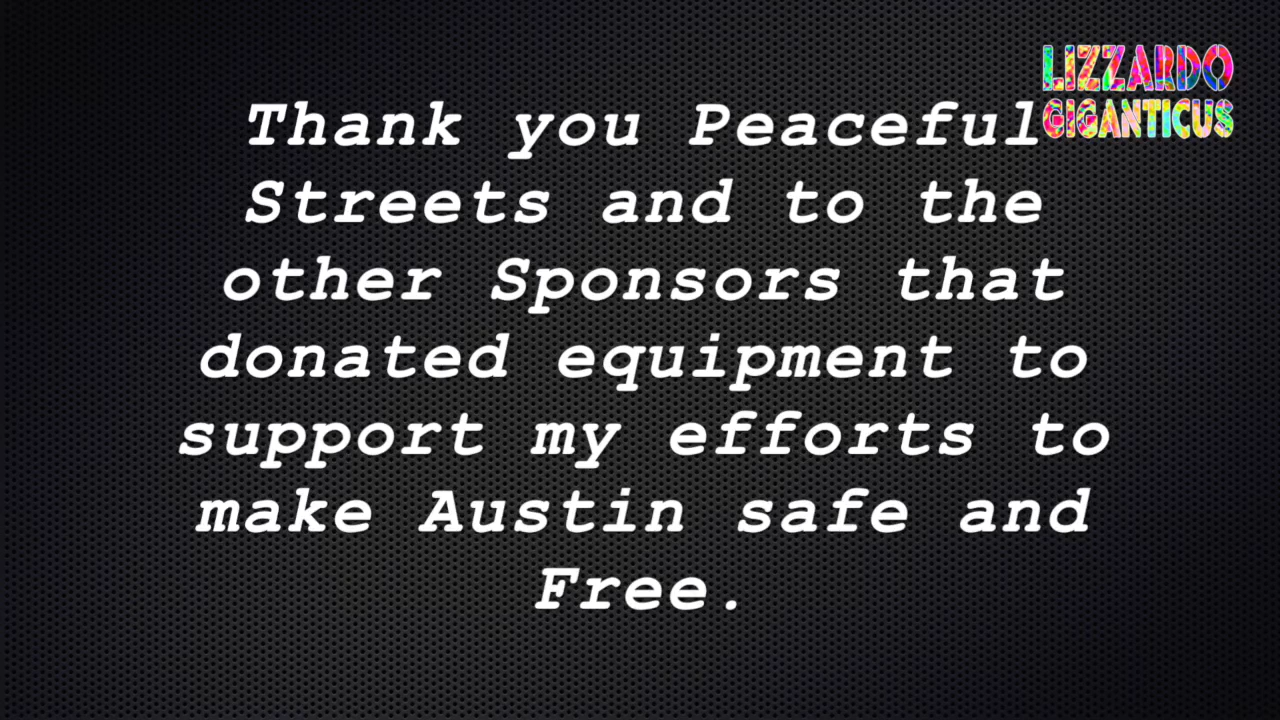 LIZZARDO
GIGANTICUS
Thank you Peaceful
Streets and to the
other Sponsors that
donated equipment to
support my efforts to
make Austin safe and
Free.